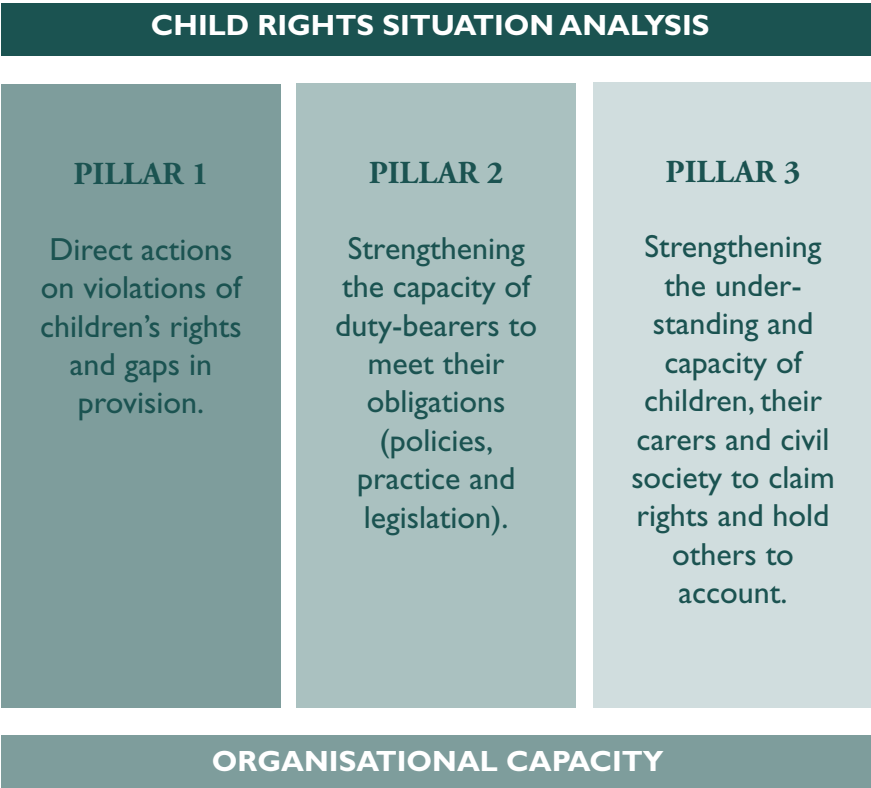 CHILD RIGHTS SITUATION ANALYSIS
PILLAR 1
Direct actions
on violations of
children’s rights
and gaps in
provision.
PILLAR 2
Strengthening
the capacity of
duty-bearers to
meet their
obligations
(policies,
practice and
legislation).
PILLAR 3
Strengthening
the under-
standing and
capacity of
children, their
carers and civil
society to claim
rights and hold
others to
account.
ORGANISATIONAL CAPACITY